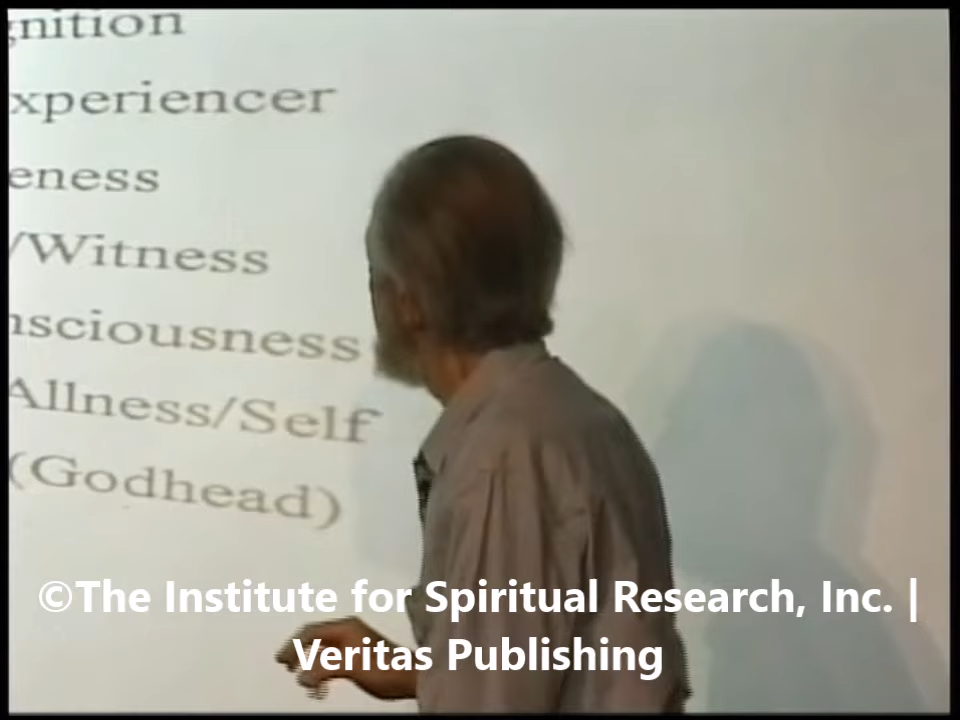 gnition
xperiencer
eness
/Witness
nsciousness
Allness/Self
(Godhead)
©The Institute for Spiritual Research, Inc. |
Veritas Publishing